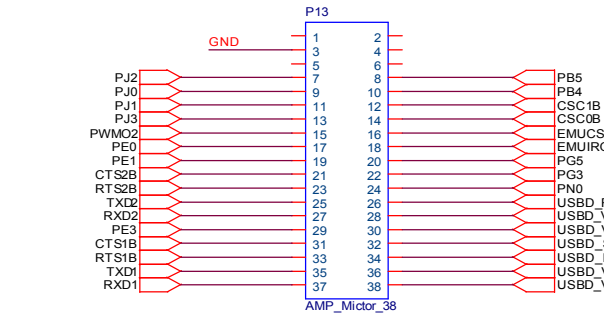 P13
1 2
GND 3 4
5 6
PJ2 7 8 PB5
PJ0 9 10 PB4
PJ1 11 12 CSC1B
PJ3 13 14 CSC0B
PWMO2 15 16 EMUCS
PE0 17 18
PE1 19 20 PG5
CTS2B 21 22 PG3
RTS2B 23 24 PN0
TXD2 25 26
RXD2 27 28
PE3 29 30
CTS1B 31 32
RTS1B 33 34
TXD1 35 36
RXD1 37 38
AMP_Mictor_38